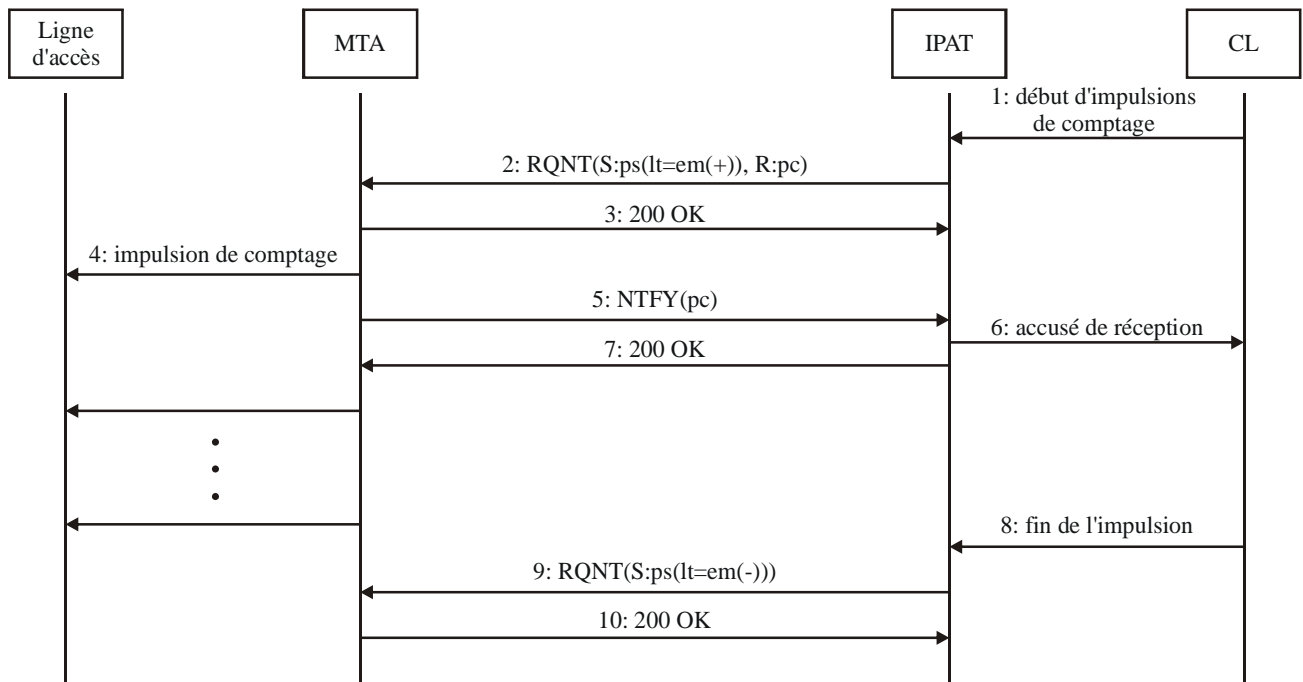 Ligne
d'accès
MTA
IPAT
CL
1: début d'impulsions
de comptage
2: RQNT(S:ps(lt=em(+)), R:pc)
3: 200 OK
4: impulsion de comptage
5: NTFY(pc)
6: accusé de réception
7: 200 OK
8: fin de l'impulsion
9: RQNT(S:ps(lt=em(-)))
10: 200 OK